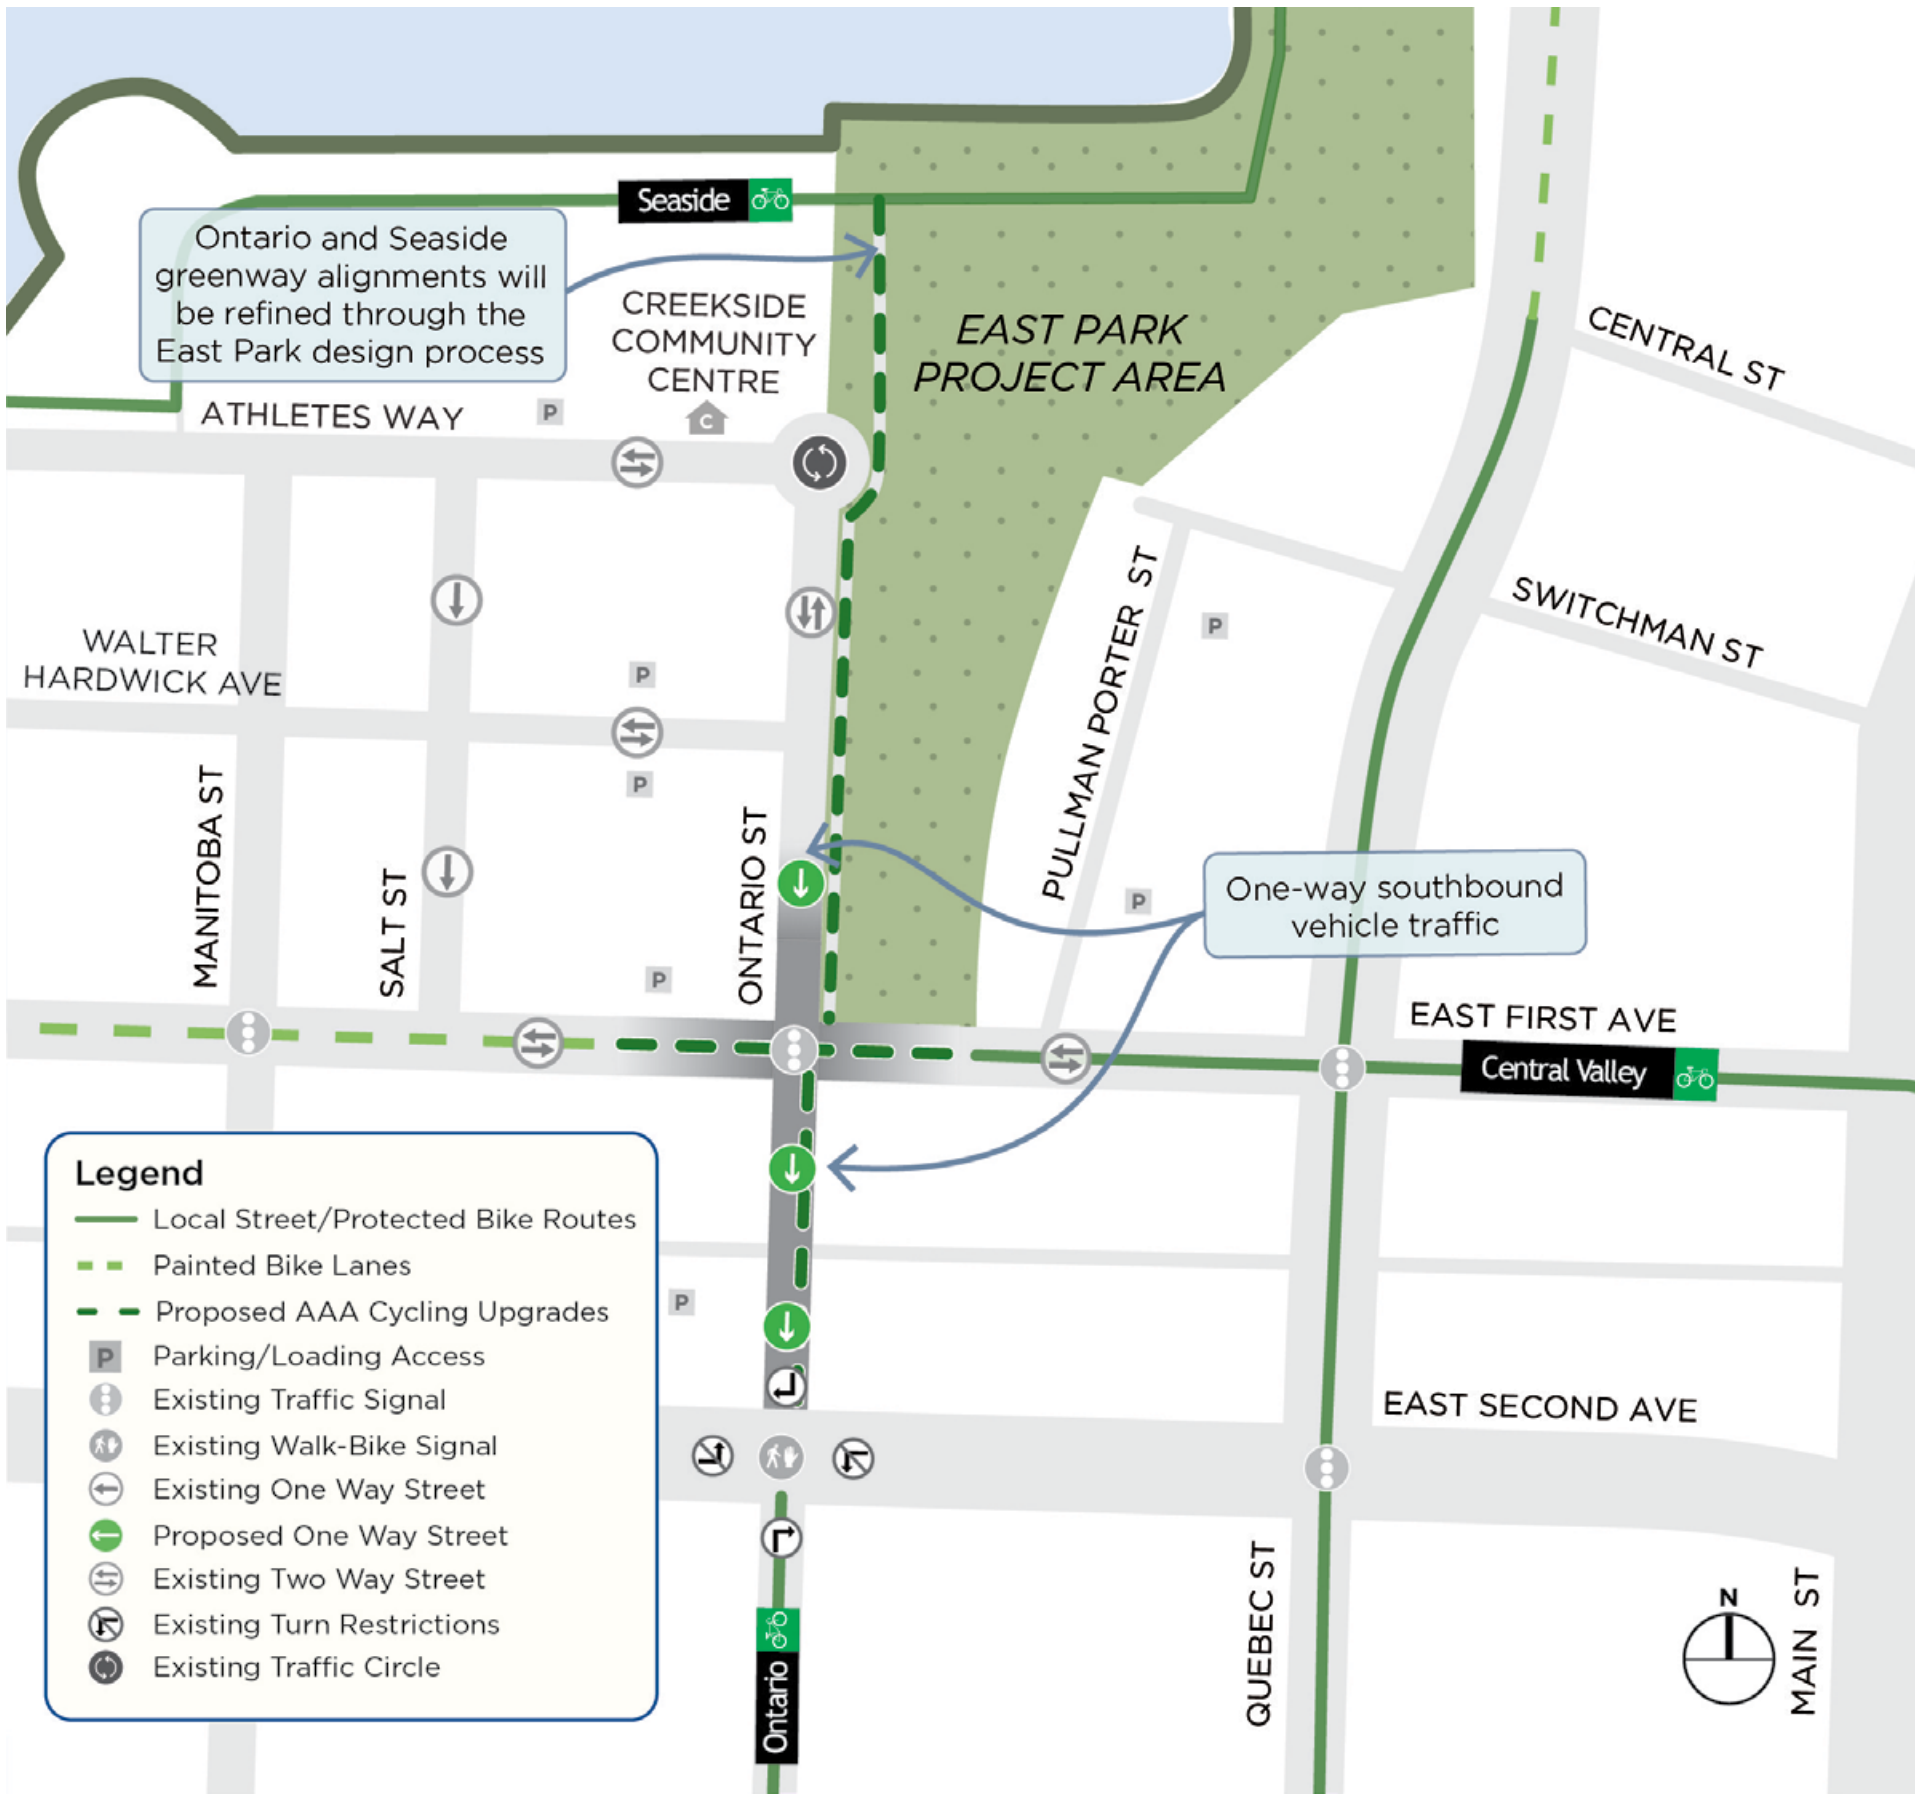 Seaside
Ontario and Seaside
greenway alignments will
be refined through the
East Park design process
CREEKSIDE
COMMUNITY
CENTRE
C
EAST PARK
PROJECT AREA
CENTRAL ST
ATHLETES WAY
P
SWITCHMAN ST
PULLMAN PORTER ST
P
WALTER
HARDWICK AVE
P
P
MANITOBA ST
SALT ST
ONTARIO ST
P
P
One-way southbound
vehicle traffic
EAST FIRST AVE
Central Valley
P
EAST SECOND AVE
QUEBEC ST
MAIN ST
N
Ontario
Legend
Local Street/Protected Bike Routes
Painted Bike Lanes
Proposed AAA Cycling Upgrades
P Parking/Loading Access
Existing Traffic Signal
Existing Walk-Bike Signal
Existing One Way Street
Proposed One Way Street
Existing Two Way Street
Existing Turn Restrictions
Existing Traffic Circle